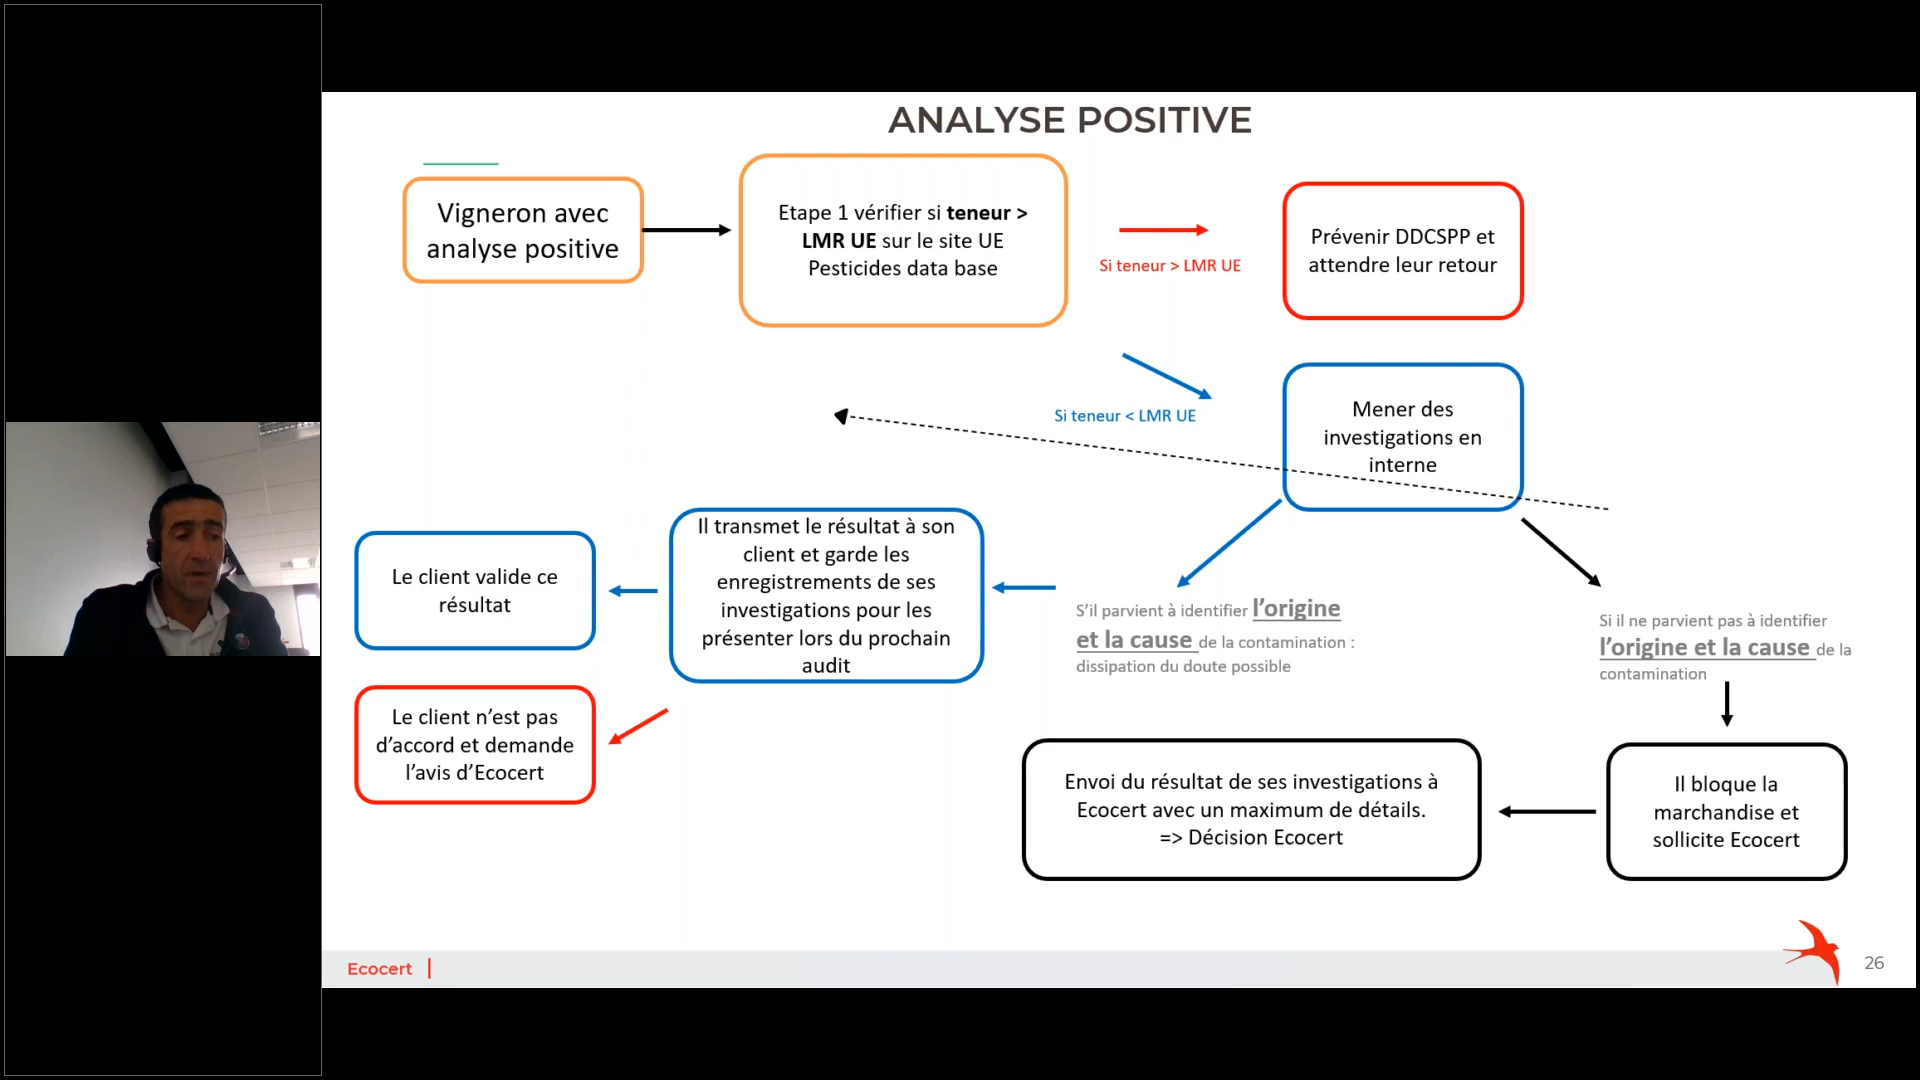 ANALYSE POSITIVE
Vigneron avec
analyse positive
Etape 1 vérifier si teneur >
LMR UE sur le site UE
Pesticides data base
Si teneur > LMR UE
Prévenir DDCSPP et
attendre leur retour
Si teneur < LMR UE
Mener des
investigations en
interne
Le client valide ce
résultat
Il transmet le résultat à son
client et garde les
enregistrements de ses
investigations pour les
présenter lors du prochain
audit
S’il parvient à identifier l’origine
et la cause de la contamination :
dissipation du doute possible
Si il ne parvient pas à identifier
l’origine et la cause de la
contamination
Le client n’est pas
d’accord et demande
l’avis d’Ecocert
Envoi du résultat de ses investigations à
Ecocert avec un maximum de détails.
=> Décision Ecocert
Il bloque la
marchandise et
sollicite Ecocert
Ecocert
26